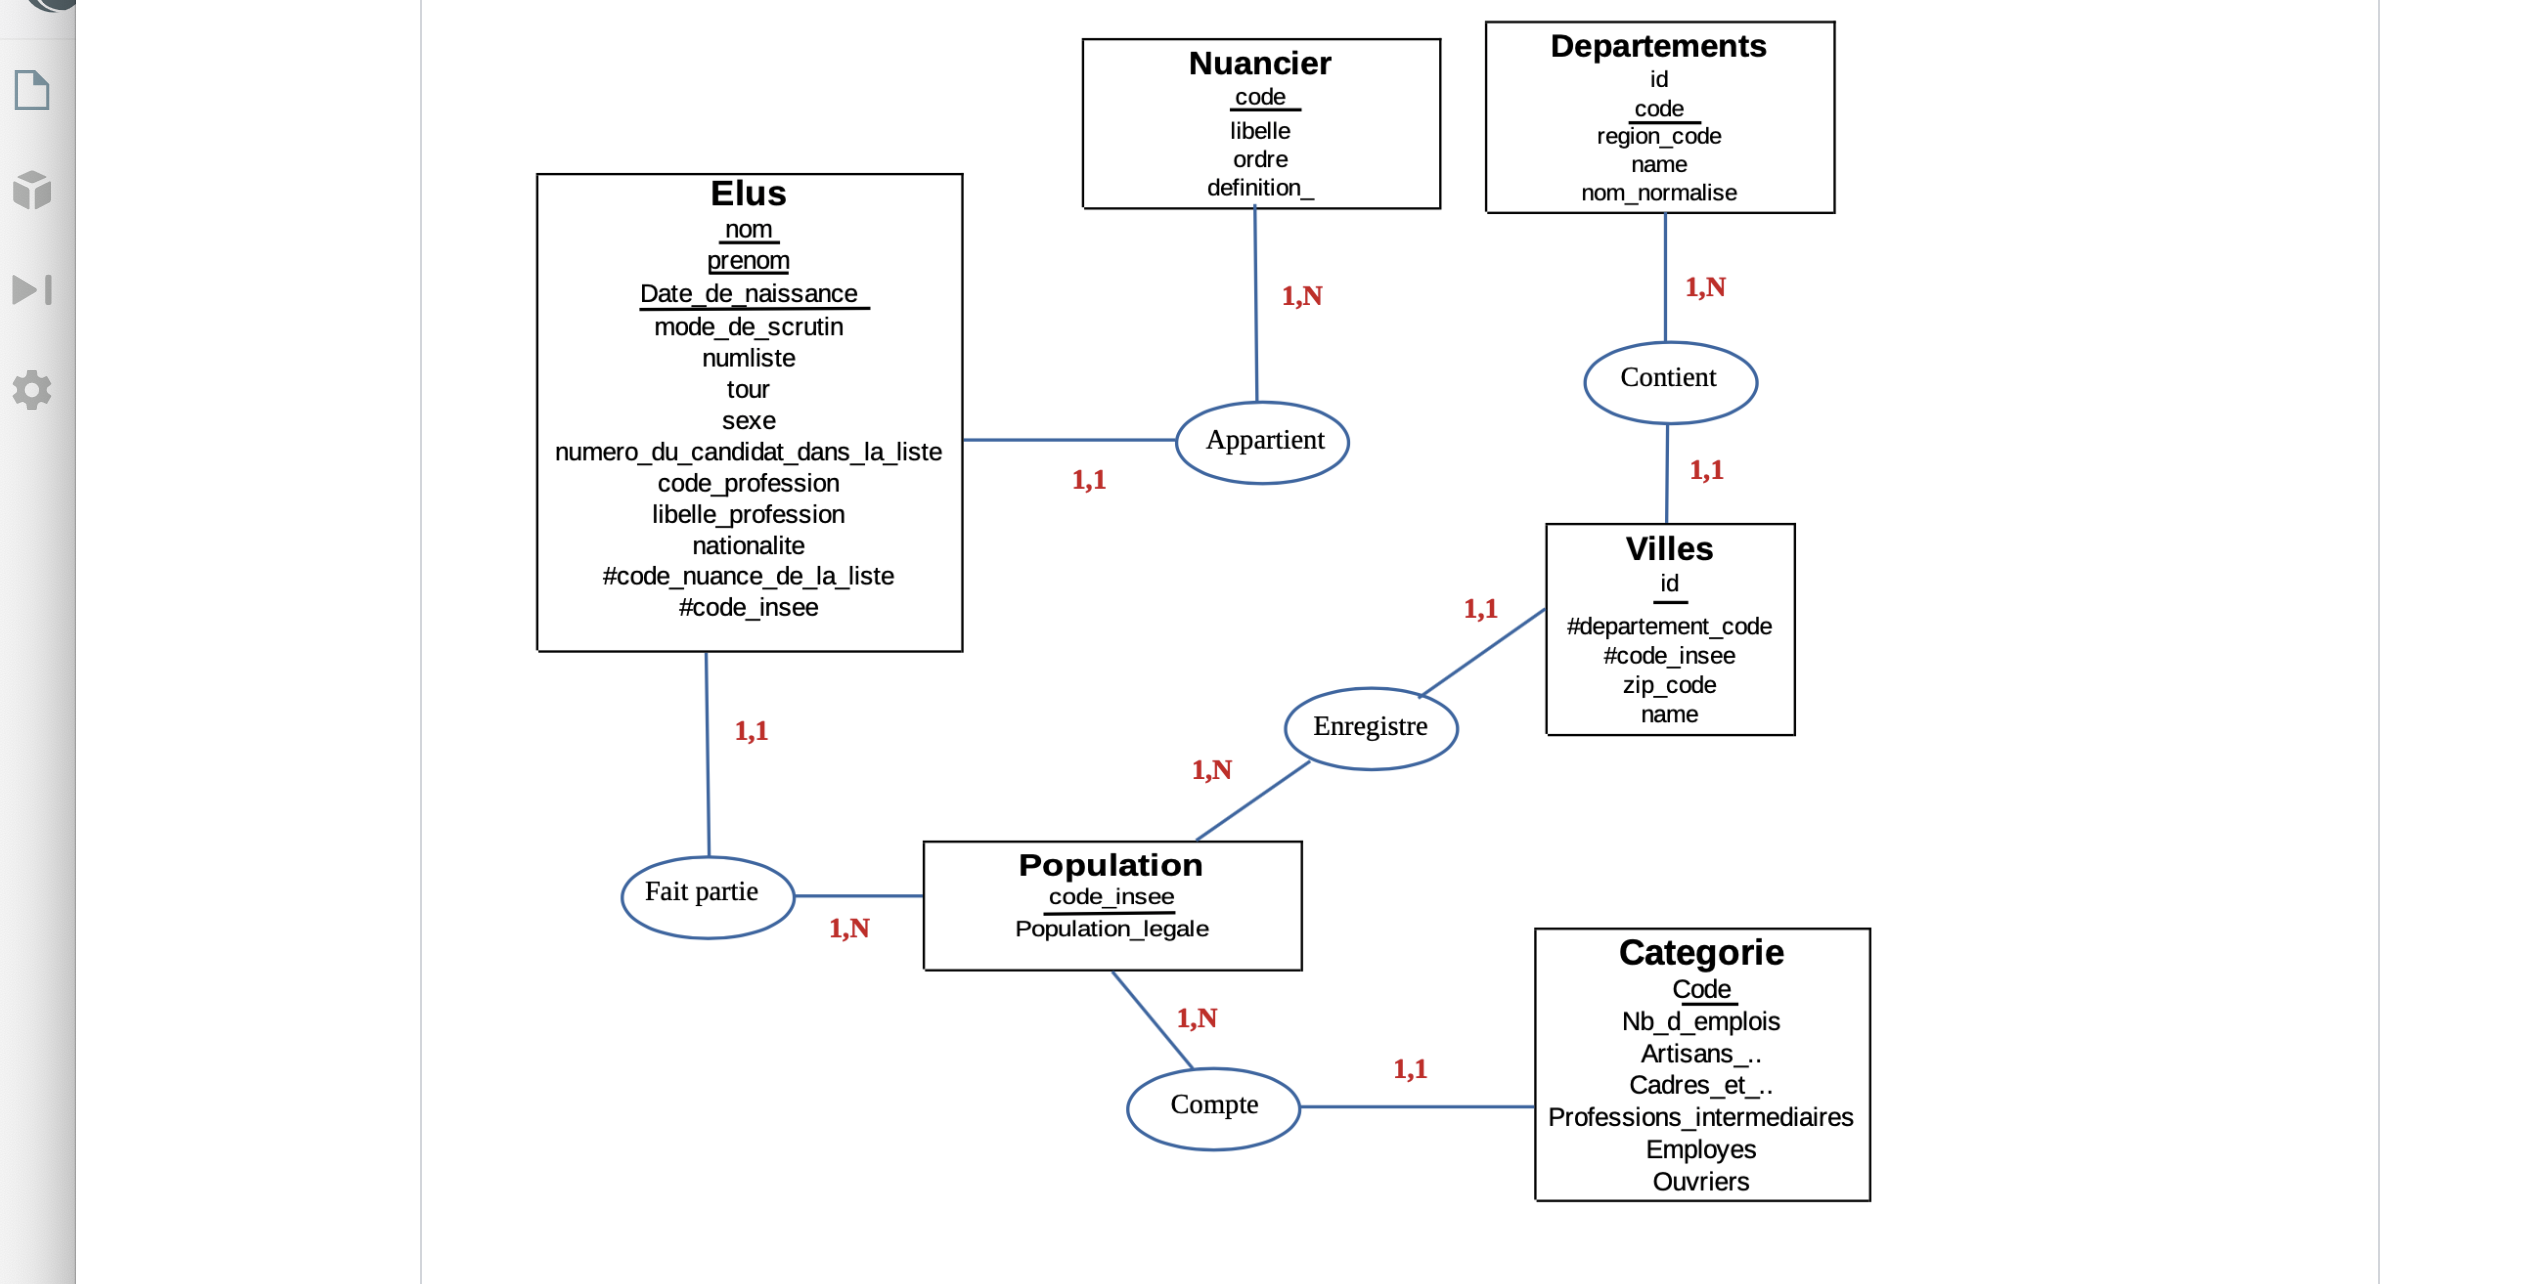 Nuancier
code
libelle
ordre
definition_
Departements
id
code
region_code
name
nom_normalise
Elus
nom
prenom
Date_de_naissance
mode_de_scrutin
numliste
tour
sexe
numero_du_candidat_dans_la_liste
code_profession
libelle_profession
nationalite
#code_nuance_de_la_liste
#code_insee
1,N
1,N
Contient
Appartient
1,1
1,1
Villes
id
#departement_code
#code_insee
zip_code
name
1,1
Enregistre
1,1
1,N
Population
code_insee
Population_legale
Fait partie
1,N
Categorie
Code
Nb_d_emplois
Artisans_..
Cadres_et_..
Professions_intermediaires
Employes
Ouvriers
1,N
1,1
Compte